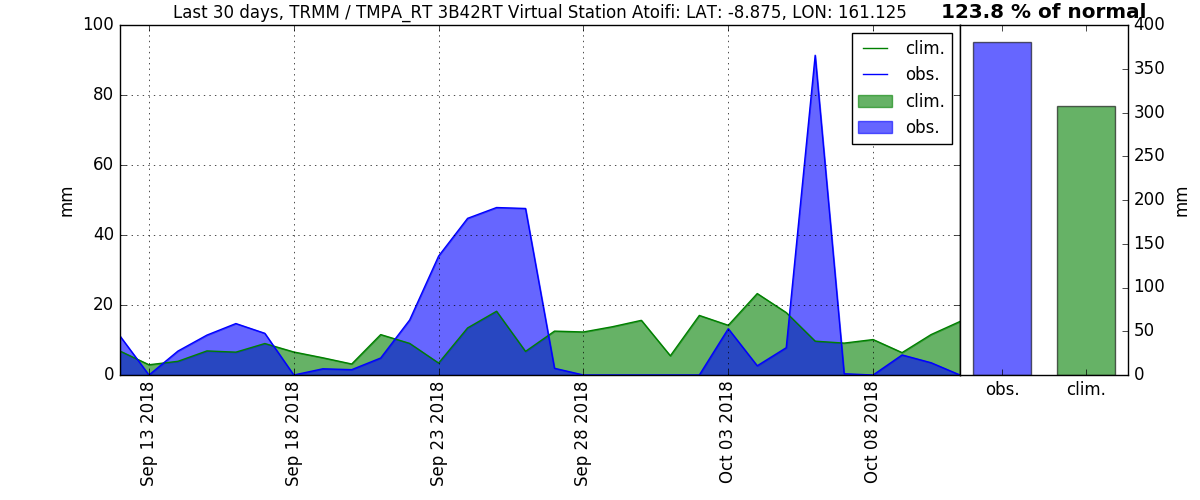 Last 30 days, TRMM / TMPA_RT 3B42RT Virtual Station Atoifi: LAT: -8.875, LON: 161.125
123.8 % of normal
100
80
60
40
20
0
mm
clim.
obs.
clim.
obs.
400
350
300
250
200
150
100
50
0
mm
obs.
clim.
Sep 13 2018
Sep 18 2018
Sep 23 2018
Sep 28 2018
Oct 03 2018
Oct 08 2018